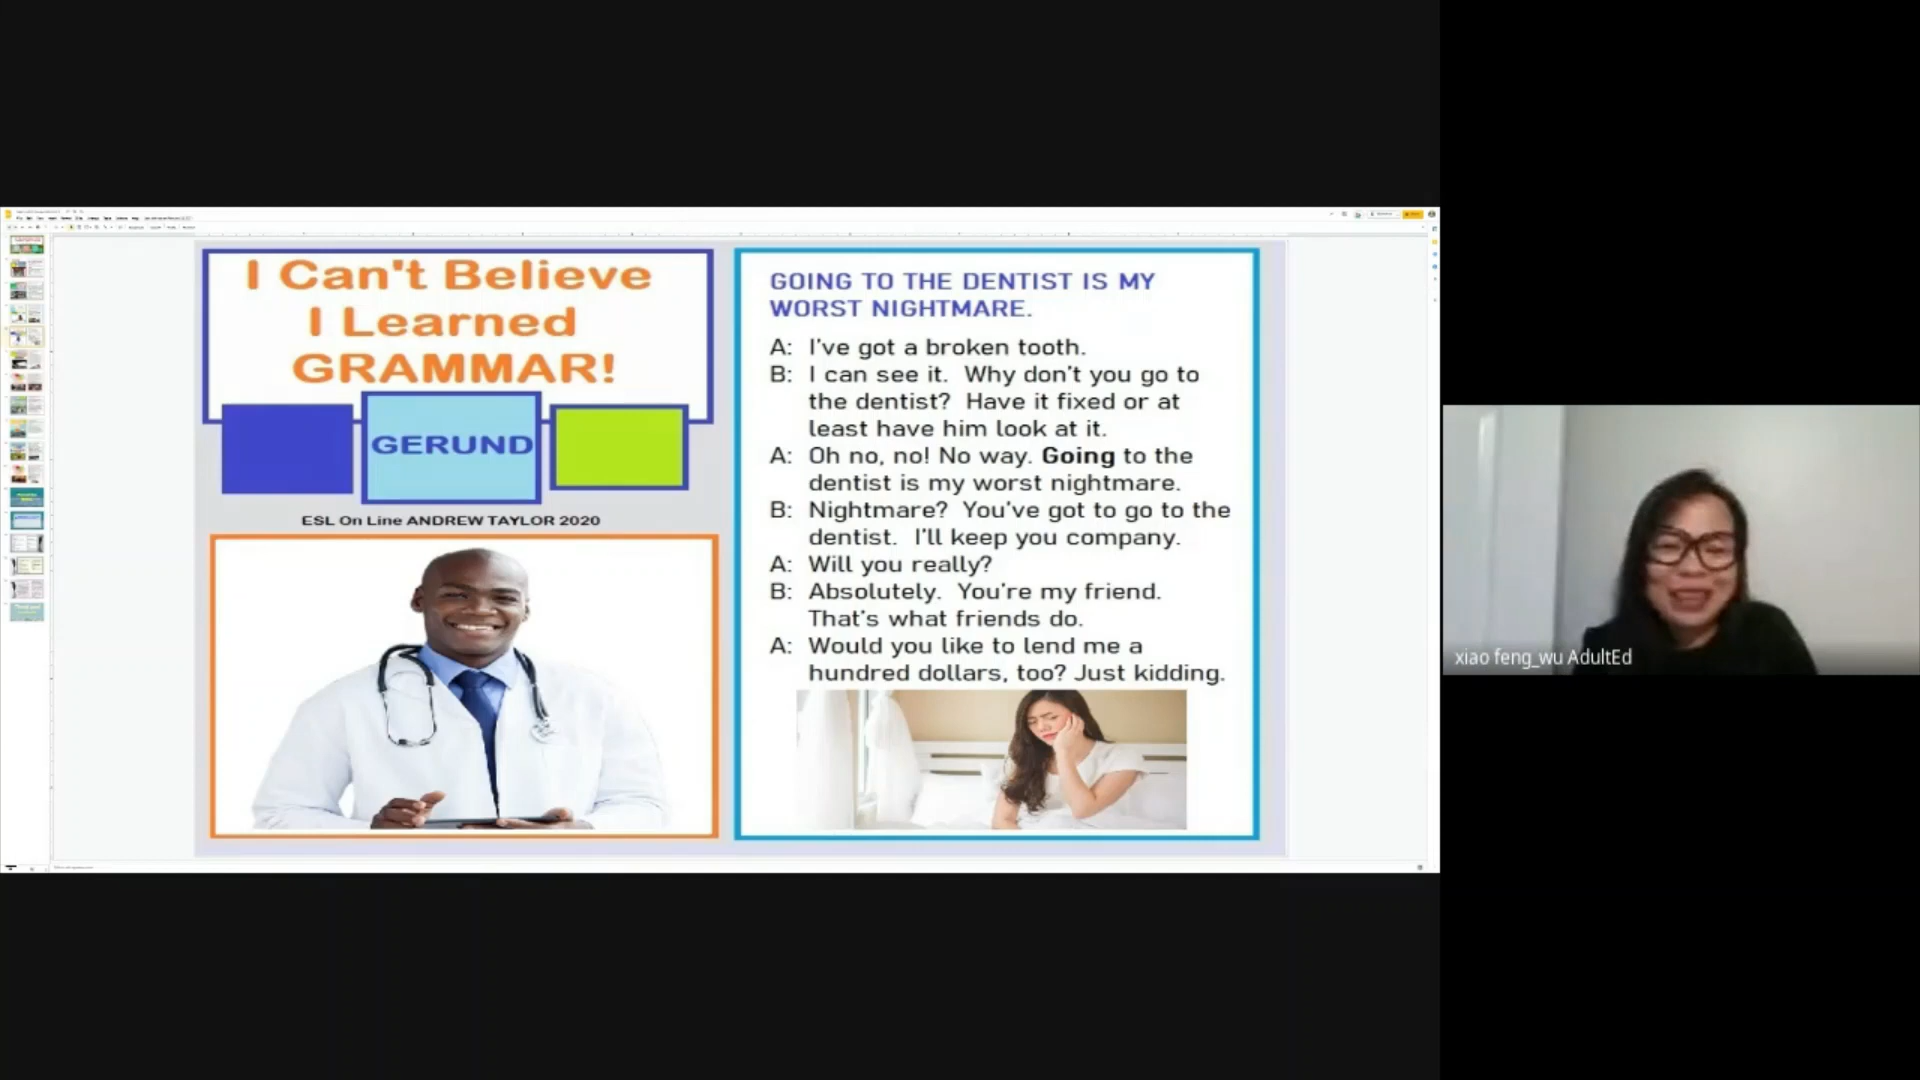 I Can't Believe
I Learned
GRAMMAR!
GERUND
ESL On Line ANDREW TAYLOR 2020
GOING TO THE DENTIST IS MY
WORST NIGHTMARE.
A: I've got a broken tooth.
B: I can see it. Why don't you go to
the dentist? Have it fixed or at
least have him look at it.
A: Oh no, no! No way. Going to the
dentist is my worst nightmare.
B: Nightmare? You've got to go to the
dentist. I'll keep you company.
A: Will you really?
B: Absolutely. You're my friend.
That's what friends do.
A: Would you like to lend me a
hundred dollars, too? Just kidding.
xiao feng_wu AdultEd